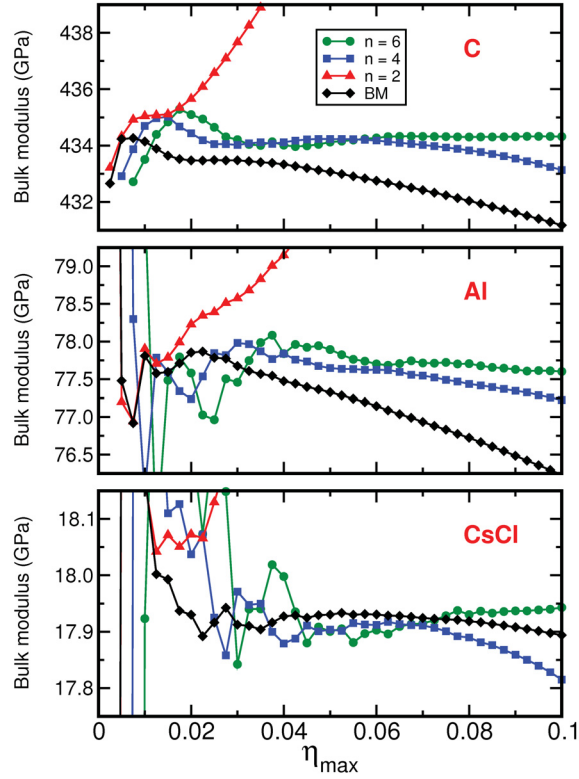 Bulk modulus (GPa)
438
436
434
432
n = 6
n = 4
n = 2
BM
C
Bulk modulus (GPa)
79.0
78.5
78.0
77.5
77.0
76.5
Al
Bulk modulus (GPa)
18.1
18.0
17.9
17.8
CsCl
0 0.02 0.04 0.06 0.08 0.1
ηmax